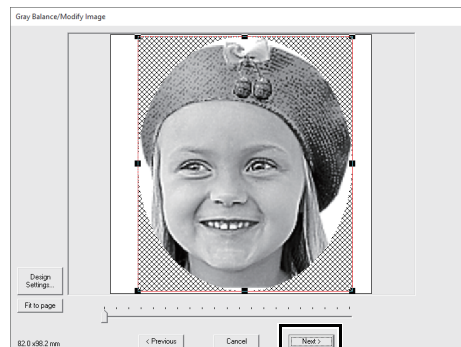 Gray Balance/Modify Image
Design
Settings...
Fit to page
82.0 x98.2 mm
< Previous
Cancel
Next >